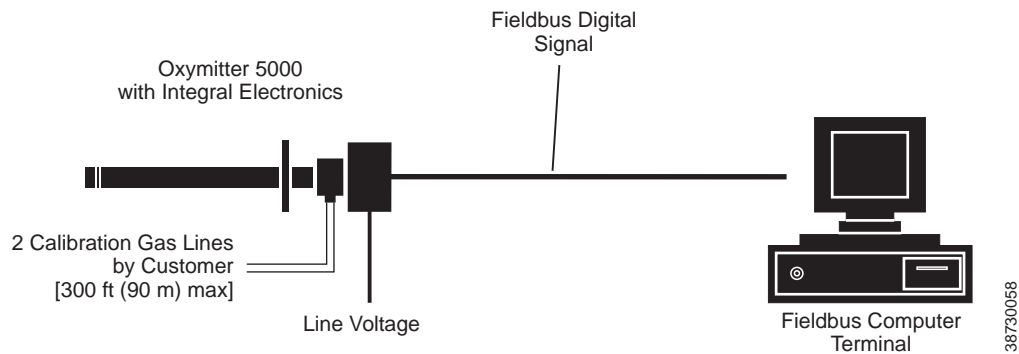 Fieldbus Digital
Signal
Oxymitter 5000
with Integral Electronics
2 Calibration Gas Lines
by Customer
[300 ft (90 m) max]
Line Voltage
Fieldbus Computer
Terminal
38730058